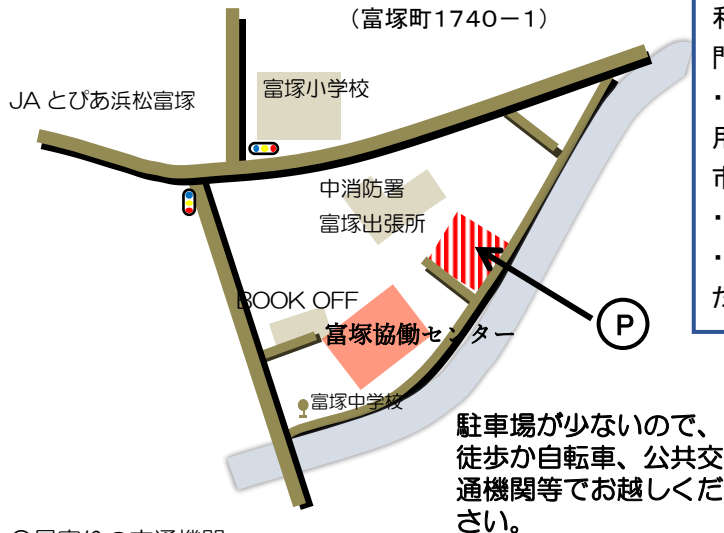 （富塚町1740－1）
JA とぴあ浜松富塚
富塚小学校
中消防署
富塚出張所
BOOK OFF
富塚協働センター
P
富塚中学校
駐車場が少ないので、
徒歩か自転車、公共交
通機関等でお越しくだ
さい。